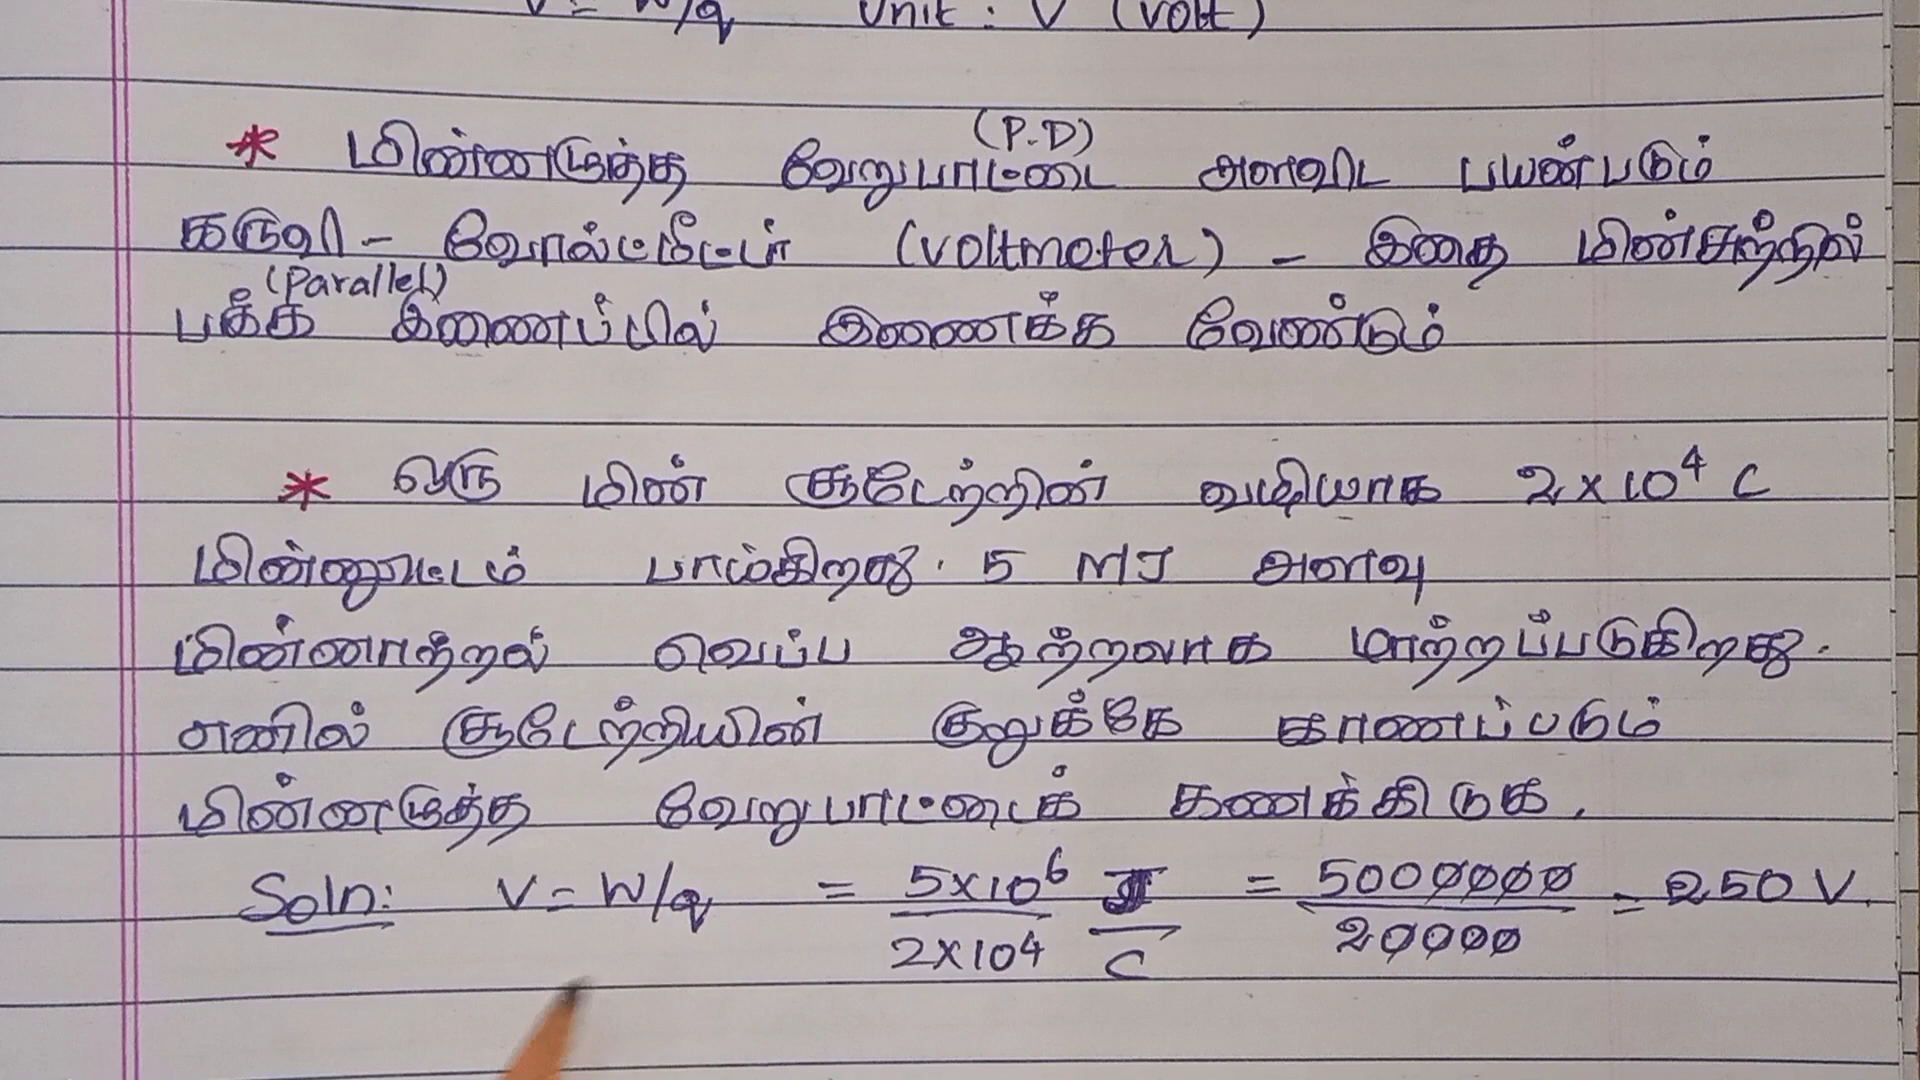 V = W/q Unit : V (Volt)
(P.D)
* மின்னழுத்த வேறுபாட்டை அளவிட பயன்படும்
கருவி - வோல்ட்மீட்டர் (voltmeter) - இதை மின்சுற்றில்
(Parallel)
பக்க இணைப்பில் இணைக்க வேண்டும்
* ஒரு மின் சூடேற்றின் வழியாக 2×10⁴ C
மின்னூட்டம் பாய்கிறது. 5 MJ அளவு
மின்னாற்றல் வெப்ப ஆற்றலாக மாற்றப்படுகிறது.
எனில் சூடேற்றியின் குறுக்கே காணப்படும்
மின்னழுத்த வேறுபாட்டைக் கணக்கிடுக.
Soln: V = W/q = 5×10⁶ / 2×10⁴ J/C = 5000000 / 20000 = 250 V.